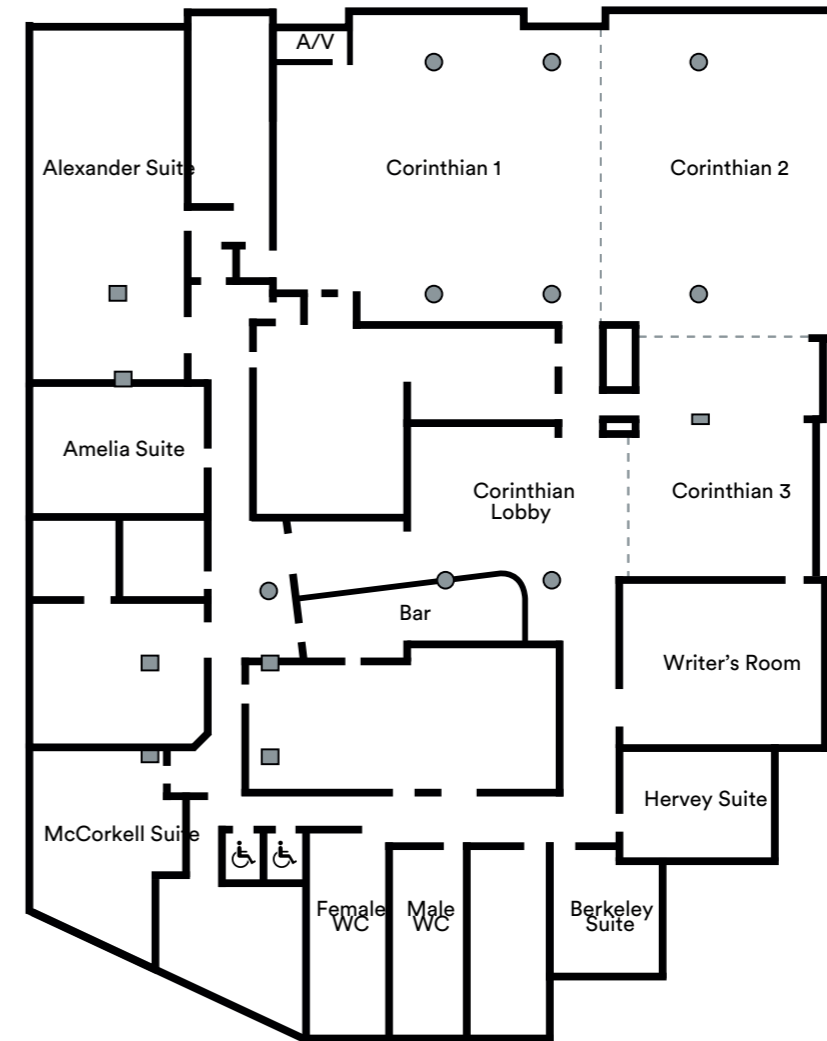 A/V
Alexander Suite
Corinthian 1
Corinthian 2
Amelia Suite
Corinthian
Lobby
Corinthian 3
Bar
Writer’s Room
Hervey Suite
McCorkell Suite
Female
WC
Male
WC
Berkeley
Suite